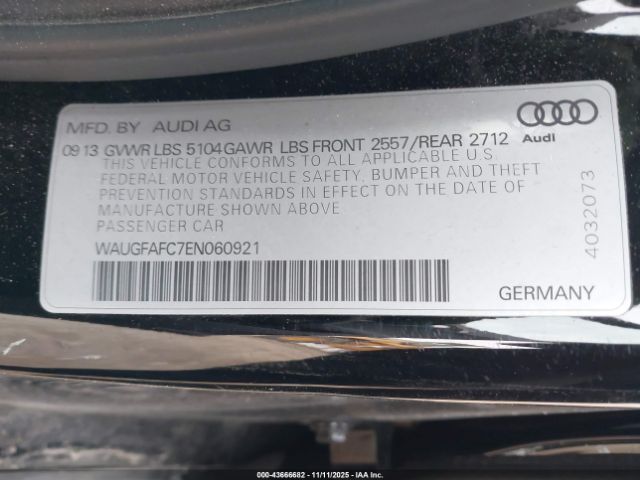 MFD. BY AUDI AG
Audi
09 13 GVWR LBS 5104 GAWR LBS FRONT 2557/REAR 2712
THIS VEHICLE CONFORMS TO ALL APPLICABLE U.S.
FEDERAL MOTOR VEHICLE SAFETY, BUMPER AND THEFT
PREVENTION STANDARDS IN EFFECT ON THE DATE OF
MANUFACTURE SHOWN ABOVE
PASSENGER CAR
WAUGFAFC7EN060921
4032073
GERMANY
000-43666682 - 11/11/2025 - IAA Inc.